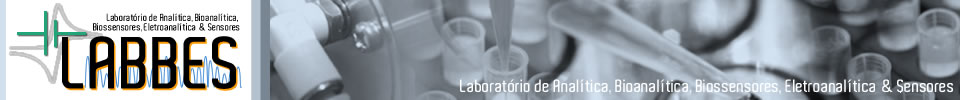 Laboratório de Analítica, Bioanalítica,
Biossensores, Eletroanalítica & Sensores
LABBES
Laboratório de Analítica, Bioanalítica, Biossensores, Eletroanalítica & Sensores